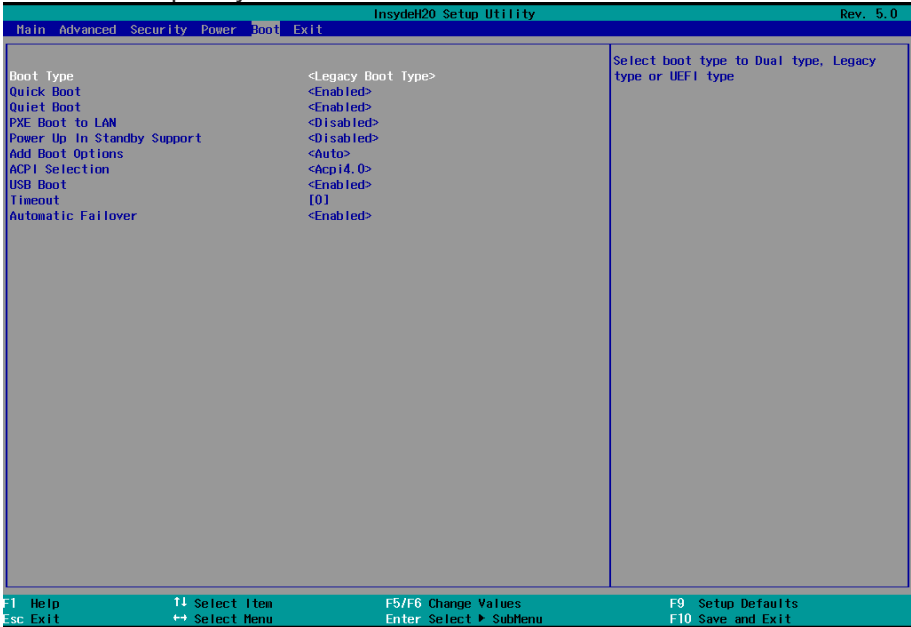 InsydeH20 Setup Utility Rev. 5.0
Main Advanced Security Power Boot Exit
Boot Type <Legacy Boot Type>
Quick Boot <Enabled>
Quiet Boot <Enabled>
PXE Boot to LAN <Disabled>
Power Up In Standby Support <Disabled>
Add Boot Options <Auto>
ACPI Selection <Acpi4.0>
USB Boot <Enabled>
Timeout [0]
Automatic Failover <Enabled>
Select boot type to Dual type, Legacy
type or UEFI type
F1 Help ↑↓ Select Item F5/F6 Change Values F9 Setup Defaults
Esc Exit ↔ Select Menu Enter Select ► SubMenu F10 Save and Exit